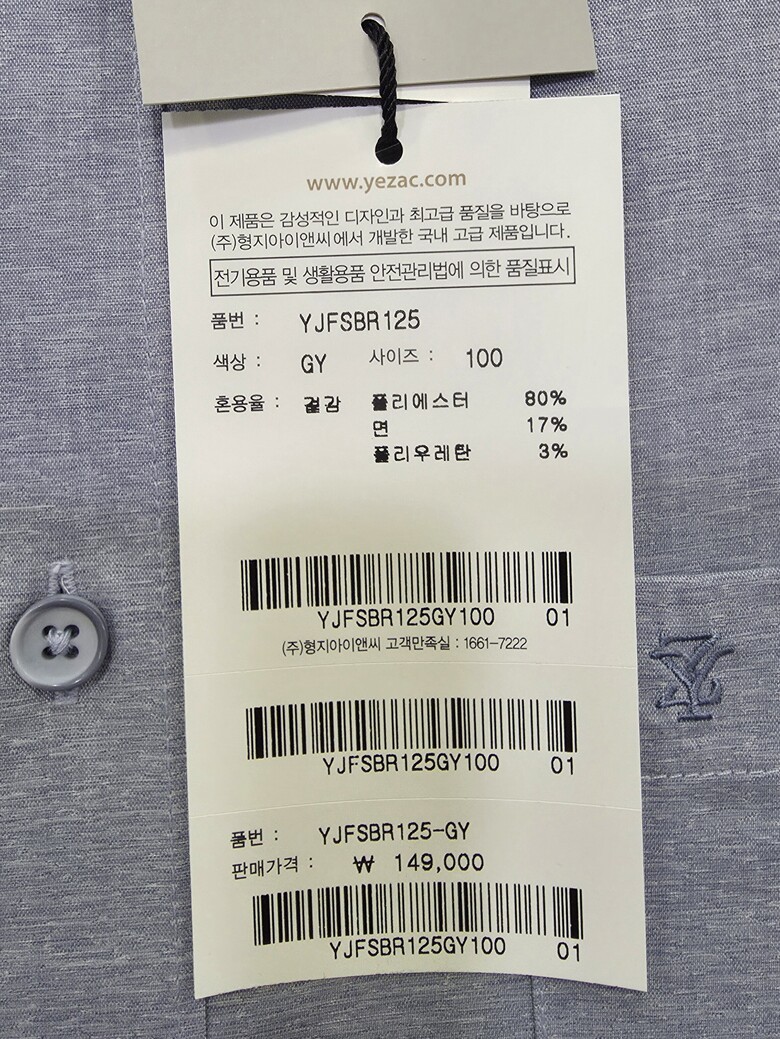 www.yezac.com
이 제품은 감성적인 디자인과 최고급 품질을 바탕으로
(주)형지아이앤씨에서 개발한 국내 고급 제품입니다.
전기용품 및 생활용품 안전관리법에 의한 품질표시
품번 : YJFSBR125
색상 : GY 사이즈 : 100
혼용율 : 겉감 폴리에스터 80%
면 17%
폴리우레탄 3%
YJFSBR125GY100 01
(주)형지아이앤씨 고객만족실 : 1661-7222
YJFSBR125GY100 01
품번 : YJFSBR125-GY
판매가격 : ₩ 149,000
YJFSBR125GY100 01